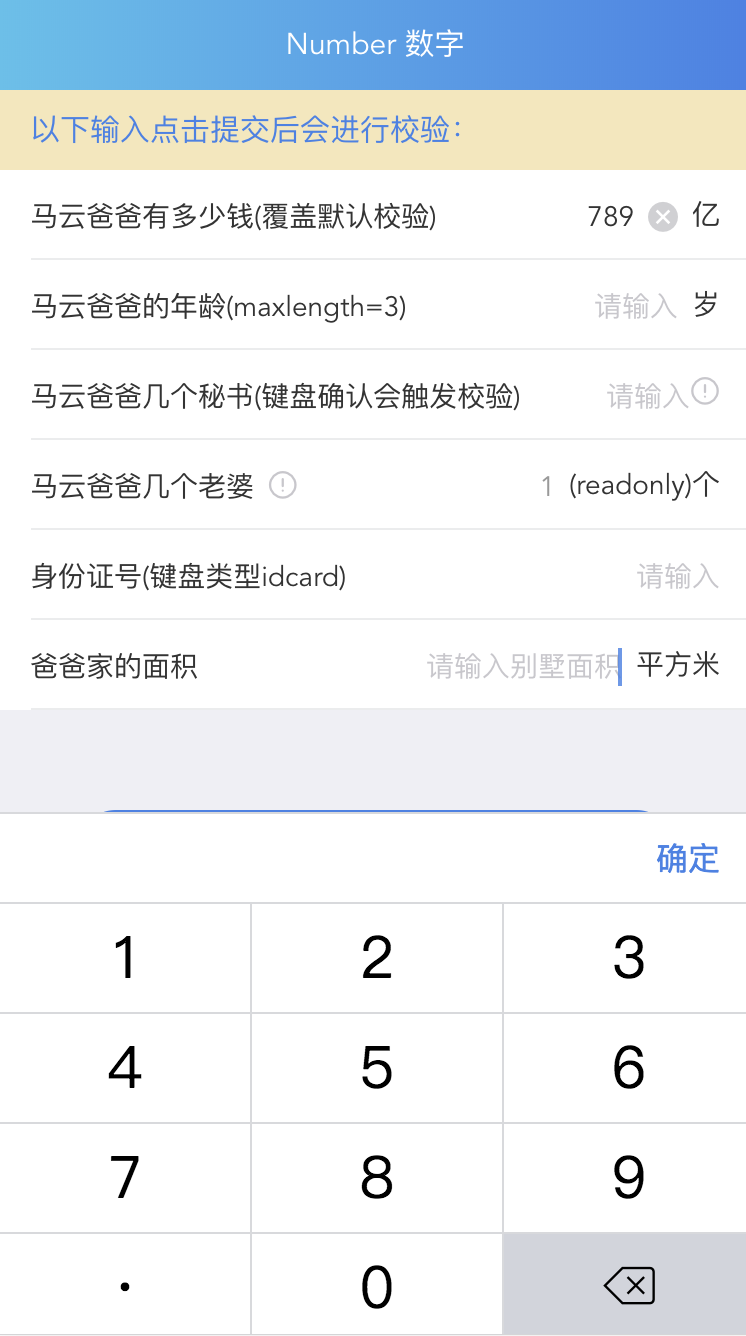 Number 数字
以下输入点击提交后会进行校验：
马云爸爸有多少钱(覆盖默认校验) 789 亿
马云爸爸的年龄(maxlength=3) 请输入 岁
马云爸爸几个秘书(键盘确认会触发校验) 请输入
马云爸爸几个老婆 1 (readonly)个
身份证号(键盘类型idcard) 请输入
爸爸家的面积 请输入别墅面积 平方米
确定
1 2 3
4 5 6
7 8 9
. 0